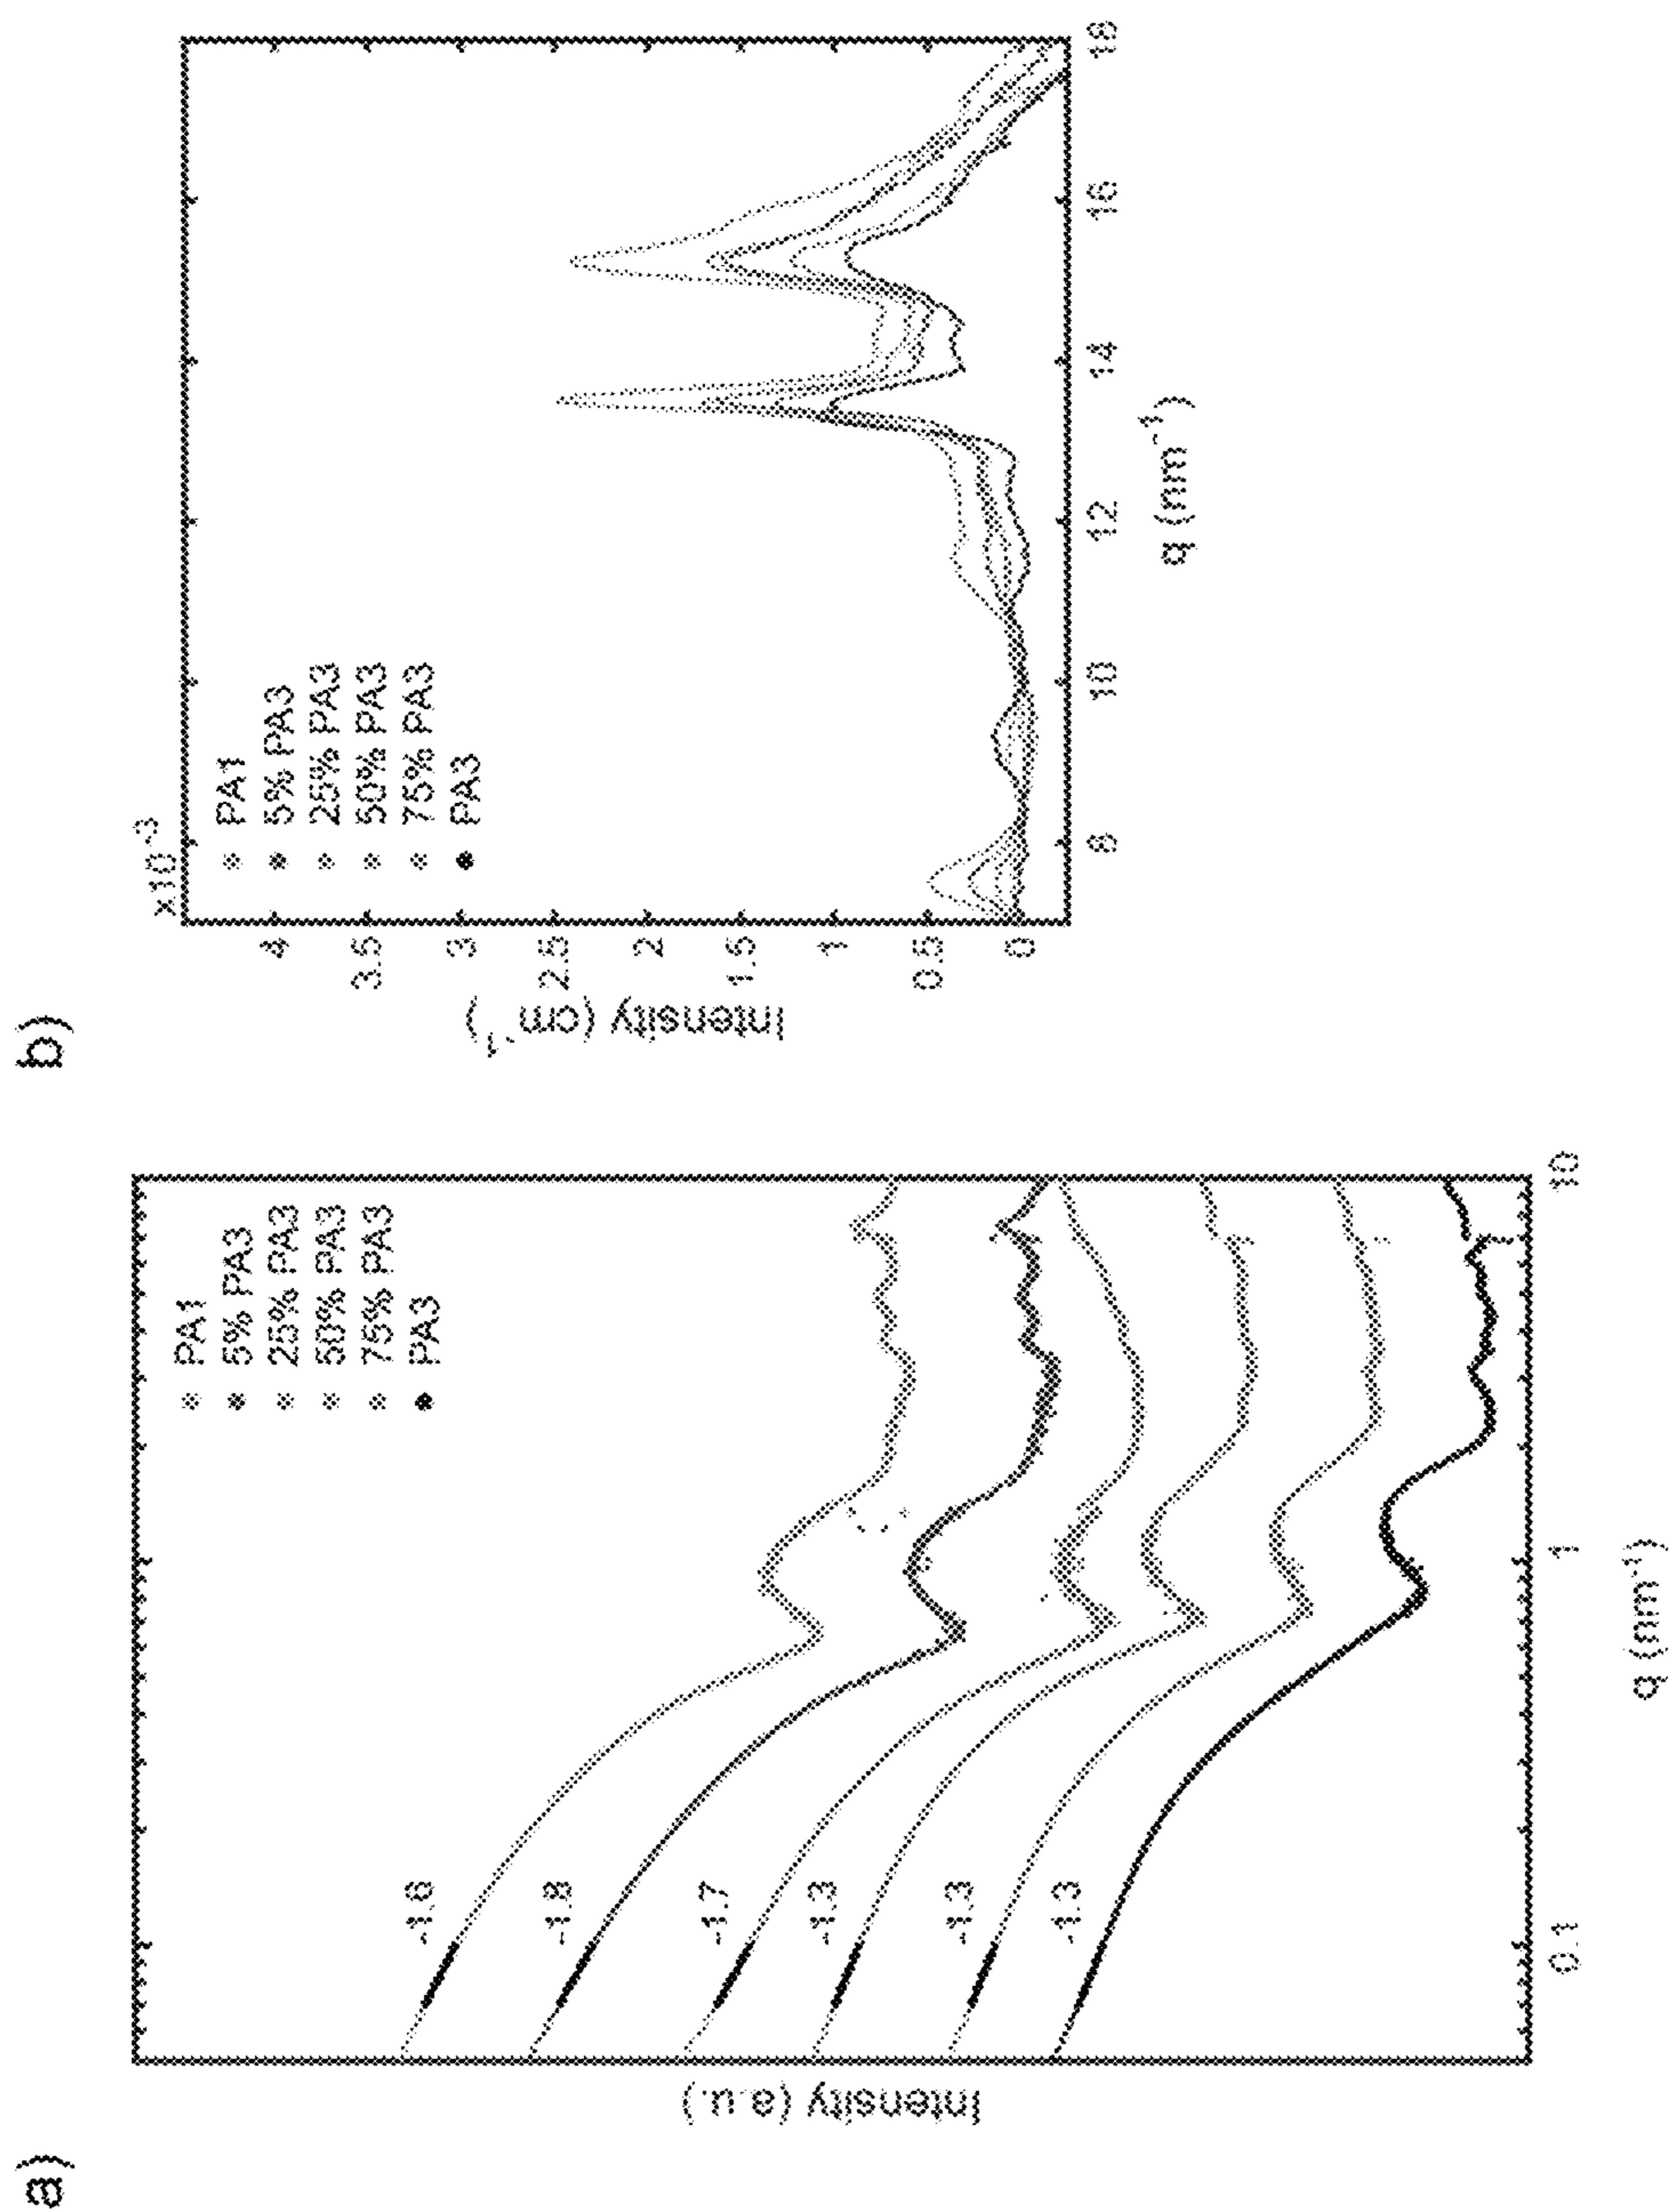 a)
Intensity (a.u.)
PA1
5% PA3
25% PA3
50% PA3
75% PA3
PA3
-1.6
-1.8
-1.7
-1.3
-1.3
-1.3
0.1
1
10
q (nm⁻¹)
b)
x10⁻³
Intensity (cm⁻¹)
4
3.5
3
2.5
2
1.5
1
0.5
0
PA1
5% PA3
25% PA3
50% PA3
75% PA3
PA3
8
10
12
14
16
18
q (nm⁻¹)